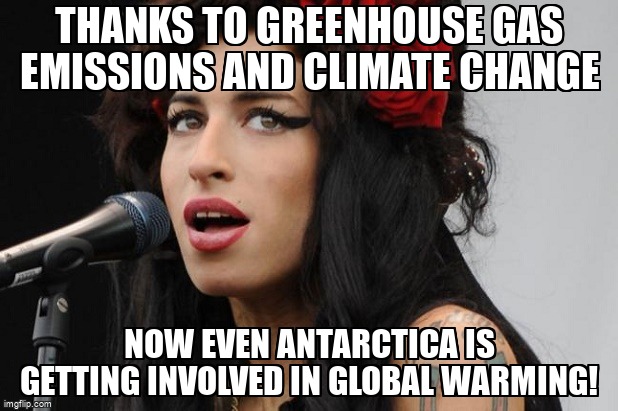 THANKS TO GREENHOUSE GAS
EMISSIONS AND CLIMATE CHANGE
NOW EVEN ANTARCTICA IS
GETTING INVOLVED IN GLOBAL WARMING!
imgflip.com